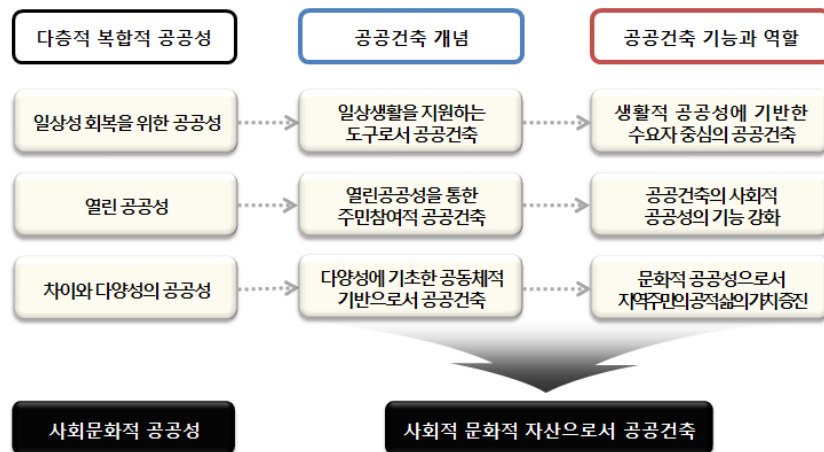 다층적 복합적 공공성
공공건축 개념
공공건축 기능과 역할
일상성 회복을 위한 공공성
일상생활을 지원하는
도구로서 공공건축
생활적 공공성에 기반한
수요자 중심의 공공건축
열린 공공성
열린공공성을 통한
주민참여적 공공건축
공공건축의 사회적
공공성의 기능 강화
차이와 다양성의 공공성
다양성에 기초한 공동체적
기반으로서 공공건축
문화적 공공성으로서
지역주민의 공적삶의 가치 증진
사회문화적 공공성
사회적 문화적 자산으로서 공공건축